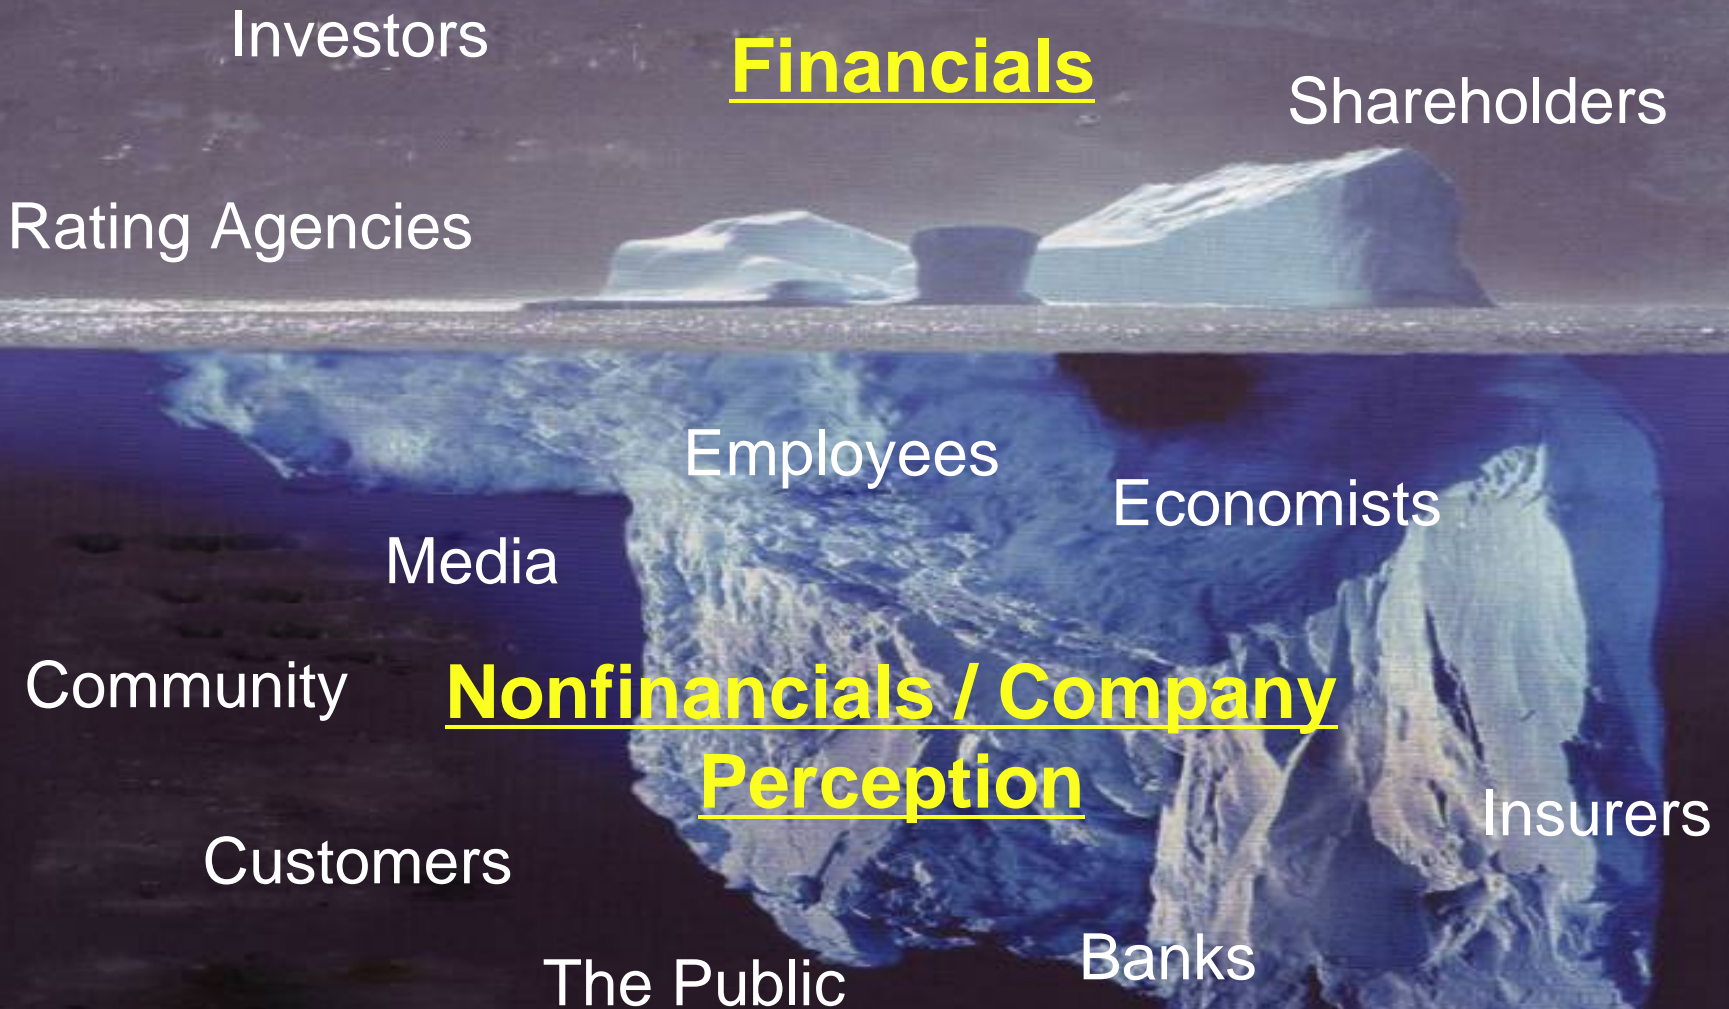 Investors
Financials
Shareholders
Rating Agencies
Employees
Economists
Media
Community
Nonfinancials / Company
Perception
Insurers
Customers
Banks
The Public